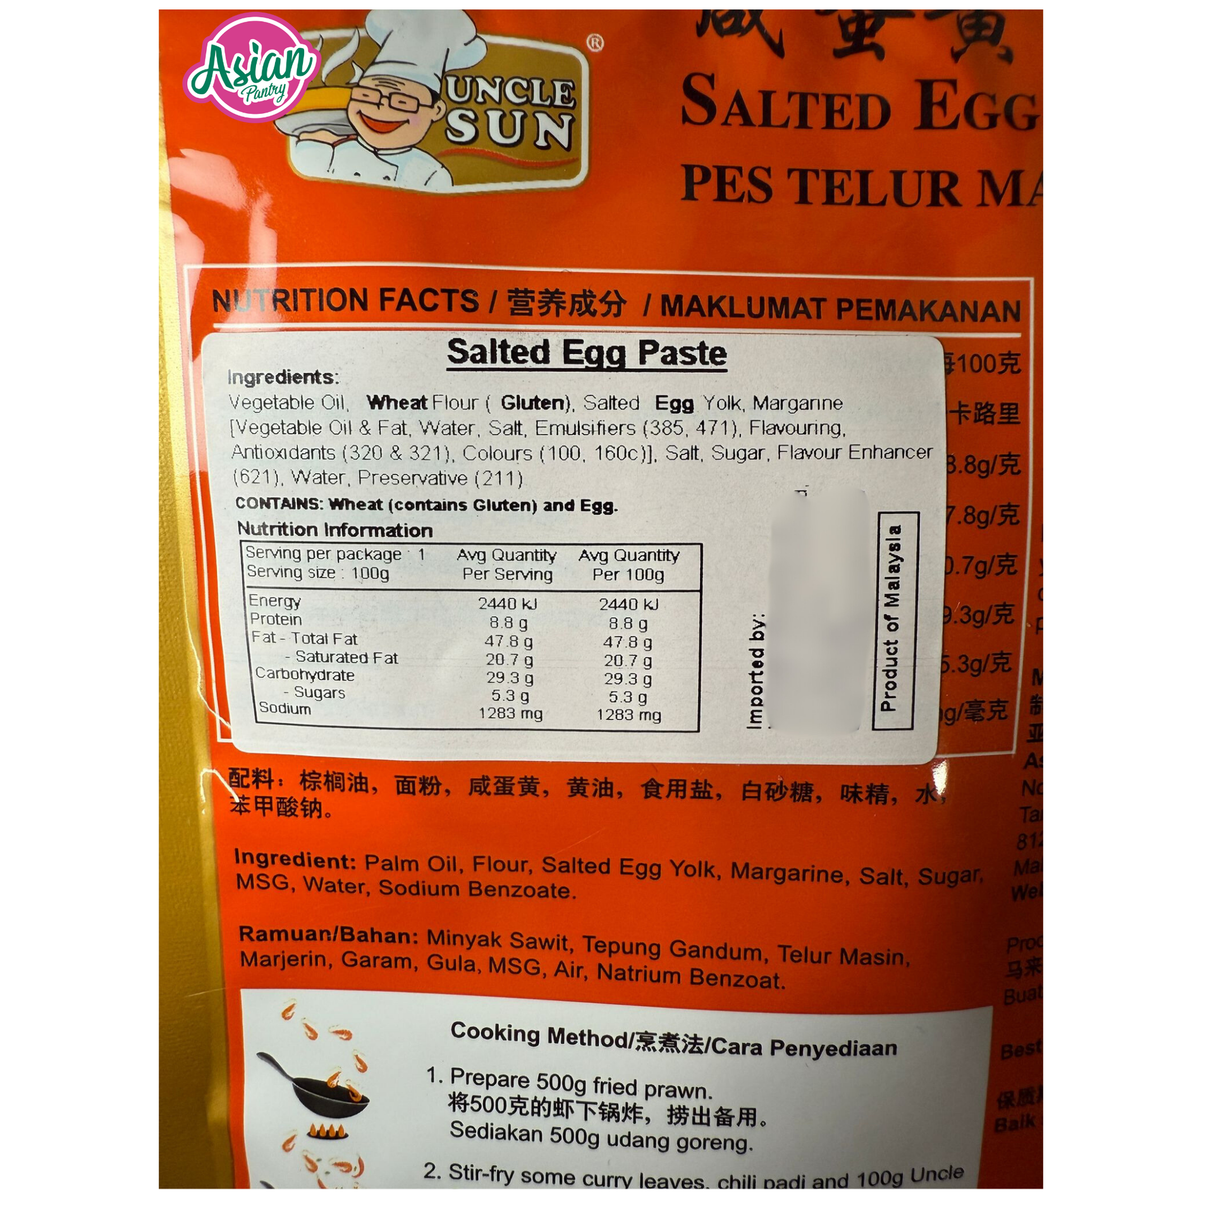 Asian
Pantry
UNCLE
SUN
®
咸蛋黄
SALTED EGG
PES TELUR MA
NUTRITION FACTS / 营养成分 / MAKLUMAT PEMAKANAN
Salted Egg Paste
Ingredients:
Vegetable Oil, Wheat Flour ( Gluten), Salted Egg Yolk, Margarine
[Vegetable Oil & Fat, Water, Salt, Emulsifiers (385, 471), Flavouring,
Antioxidants (320 & 321), Colours (100, 160c)], Salt, Sugar, Flavour Enhancer
(621), Water, Preservative (211)
CONTAINS: Wheat (contains Gluten) and Egg.
Nutrition Information
Serving per package : 1 Avg Quantity Avg Quantity
Serving size : 100g Per Serving Per 100g
Energy 2440 kJ 2440 kJ
Protein 8.8 g 8.8 g
Fat - Total Fat 47.8 g 47.8 g
- Saturated Fat 20.7 g 20.7 g
Carbohydrate 29.3 g 29.3 g
- Sugars 5.3 g 5.3 g
Sodium 1283 mg 1283 mg
Imported by:
Product of Malaysia
每100克
卡路里
8.8g/克
7.8g/克
0.7g/克
9.3g/克
5.3g/克
g/毫克
配料：棕榈油，面粉，咸蛋黄，黄油，食用盐，白砂糖，味精，水，
苯甲酸钠。
Ingredient: Palm Oil, Flour, Salted Egg Yolk, Margarine, Salt, Sugar,
MSG, Water, Sodium Benzoate.
Ramuan/Bahan: Minyak Sawit, Tepung Gandum, Telur Masin,
Marjerin, Garam, Gula, MSG, Air, Natrium Benzoat.
Cooking Method/烹煮法/Cara Penyediaan
1. Prepare 500g fried prawn.
将500克的虾下锅炸，捞出备用。
Sediakan 500g udang goreng.
2. Stir-fry some curry leaves, chili padi and 100g Uncle